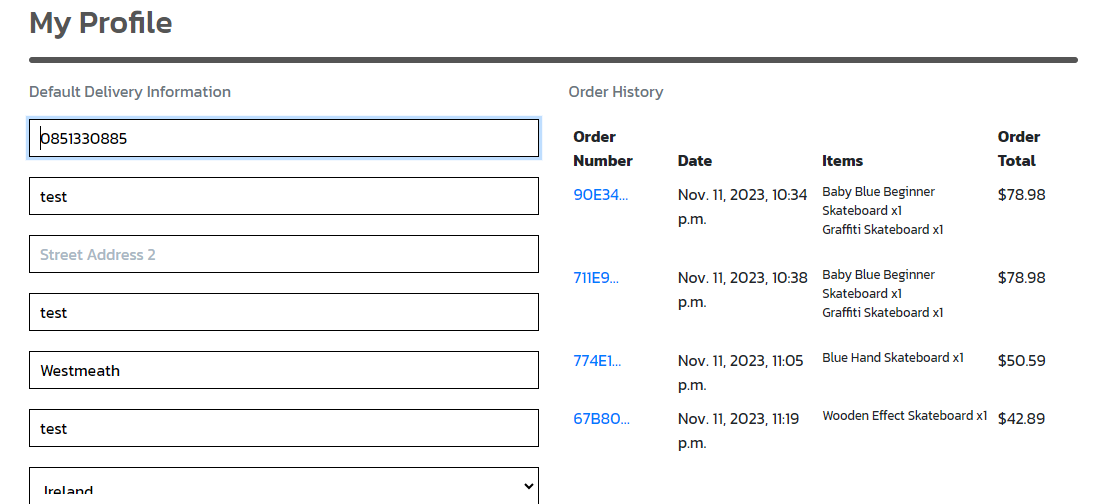 My Profile
Default Delivery Information
0851330885
test
Street Address 2
test
Westmeath
test
Ireland
Order History
Order Number Date Items Order Total
90E34... Nov. 11, 2023, 10:34 p.m. Baby Blue Beginner Skateboard x1 Graffiti Skateboard x1 $78.98
711E9... Nov. 11, 2023, 10:38 p.m. Baby Blue Beginner Skateboard x1 Graffiti Skateboard x1 $78.98
774E1... Nov. 11, 2023, 11:05 p.m. Blue Hand Skateboard x1 $50.59
67B80... Nov. 11, 2023, 11:19 p.m. Wooden Effect Skateboard x1 $42.89